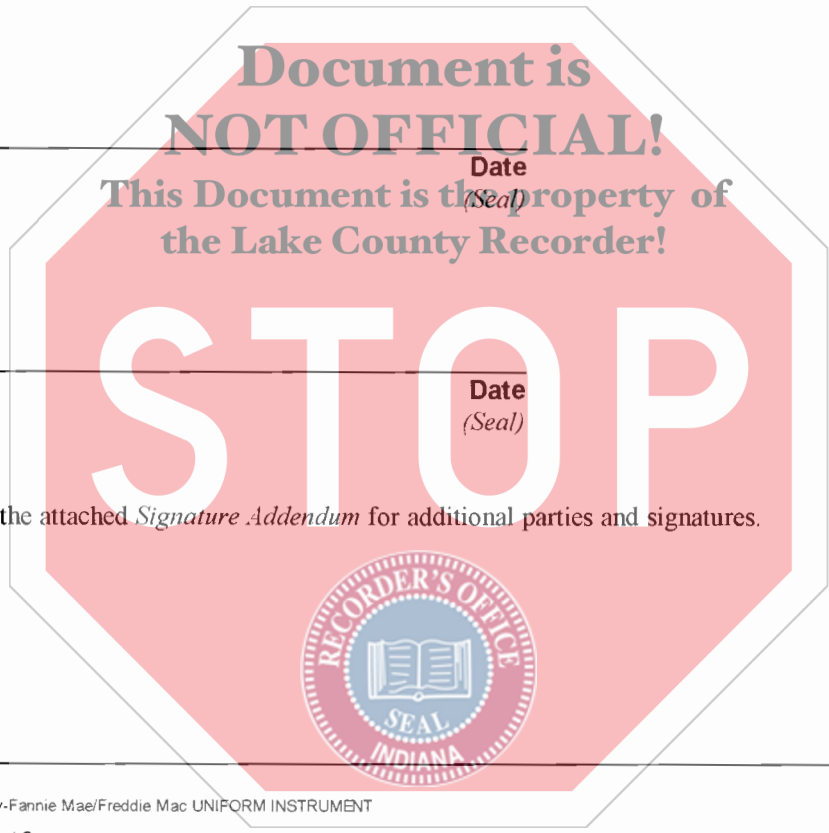 Document is
NOT OFFICIAL!
Date
This Document is the property of
(Seal)
the Lake County Recorder!
STOP
Date
(Seal)
the attached Signature Addendum for additional parties and signatures.
RECORDER'S OFFICE
SEAL
INDIANA
-Fannie Mae/Freddie Mac UNIFORM INSTRUMENT